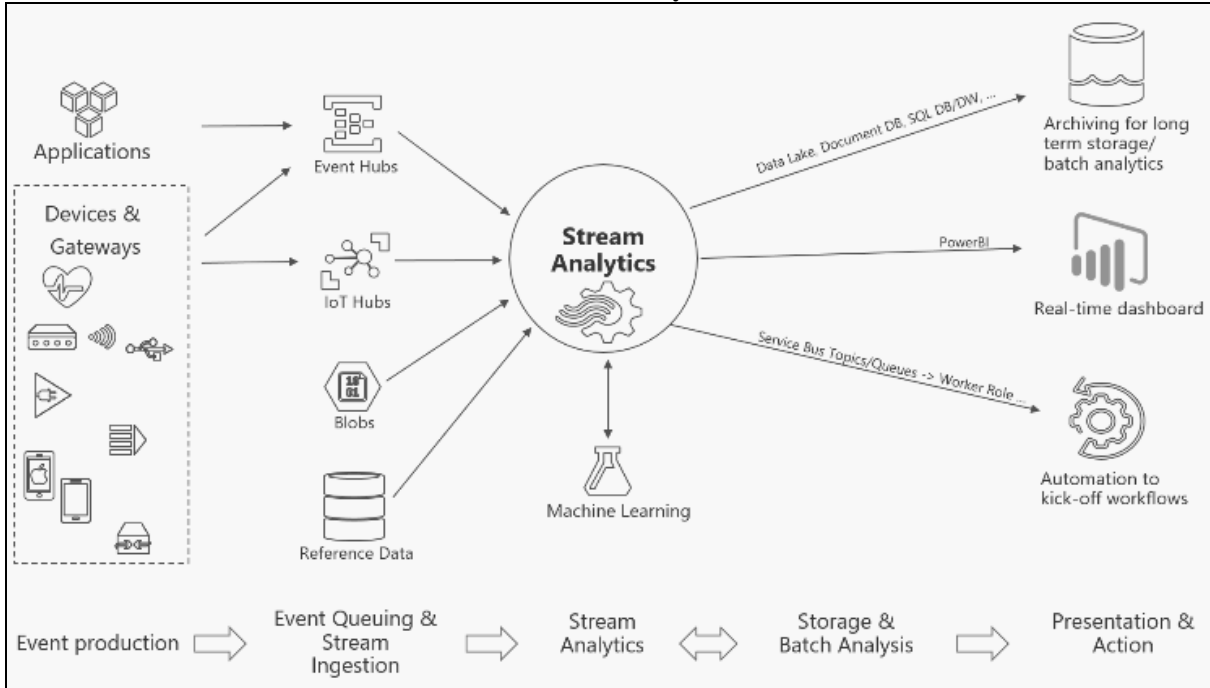 Applications
Devices &
Gateways
Event Hubs
IoT Hubs
10
01
Blobs
Reference Data
Stream
Analytics
Machine Learning
Data Lake, Document DB, SQL DB/DW, ...
PowerBI
Service Bus Topics/Queues -> Worker Role ...
Archiving for long
term storage/
batch analytics
Real-time dashboard
Automation to
kick-off workflows
Event production
Event Queuing &
Stream
Ingestion
Stream
Analytics
Storage &
Batch Analysis
Presentation &
Action